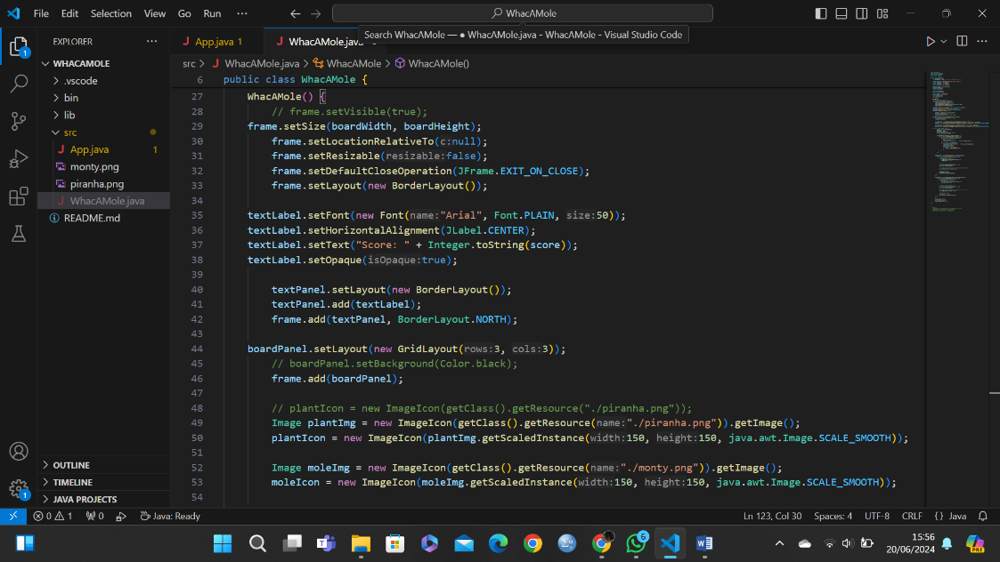 File Edit Selection View Go Run ··· WhacAMole
EXPLORER ···
WHACAMOLE
.vscode
bin
lib
src
App.java 1
monty.png
piranha.png
WhacAMole.java
README.md
OUTLINE
TIMELINE
JAVA PROJECTS
App.java 1 WhacAMole.java
Search WhacAMole — ● WhacAMole.java - WhacAMole - Visual Studio Code
src > WhacAMole.java > WhacAMole > WhacAMole()
6 public class WhacAMole {
27 WhacAMole() {
28 // frame.setVisible(true);
29 frame.setSize(boardWidth, boardHeight);
30 frame.setLocationRelativeTo(c:null);
31 frame.setResizable(resizable:false);
32 frame.setDefaultCloseOperation(JFrame.EXIT_ON_CLOSE);
33 frame.setLayout(new BorderLayout());
34
35 textLabel.setFont(new Font(name:"Arial", Font.PLAIN, size:50));
36 textLabel.setHorizontalAlignment(JLabel.CENTER);
37 textLabel.setText("Score: " + Integer.toString(score));
38 textLabel.setOpaque(isOpaque:true);
39
40 textPanel.setLayout(new BorderLayout());
41 textPanel.add(textLabel);
42 frame.add(textPanel, BorderLayout.NORTH);
43
44 boardPanel.setLayout(new GridLayout(rows:3, cols:3));
45 // boardPanel.setBackground(Color.black);
46 frame.add(boardPanel);
47
48 // plantIcon = new ImageIcon(getClass().getResource("./piranha.png"));
49 Image plantImg = new ImageIcon(getClass().getResource(name:"./piranha.png")).getImage();
50 plantIcon = new ImageIcon(plantImg.getScaledInstance(width:150, height:150, java.awt.Image.SCALE_SMOOTH));
51
52 Image moleImg = new ImageIcon(getClass().getResource(name:"./monty.png")).getImage();
53 moleIcon = new ImageIcon(moleImg.getScaledInstance(width:150, height:150, java.awt.Image.SCALE_SMOOTH));
54
1
1
0 1 0 Java: Ready Ln 123, Col 30 Spaces: 4 UTF-8 CRLF {} Java
6
15:56
20/06/2024
PRE